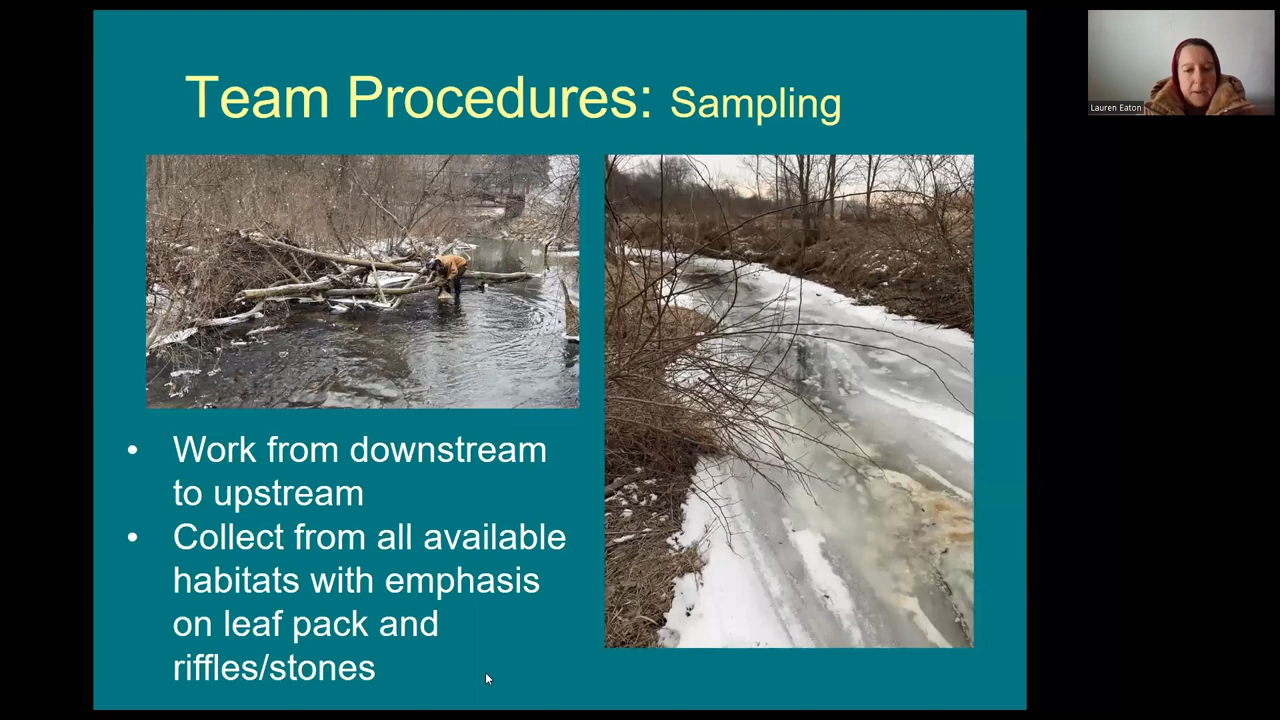 Team Procedures: Sampling
Work from downstream
to upstream
Collect from all available
habitats with emphasis
on leaf pack and
riffles/stones
Lauren Eaton